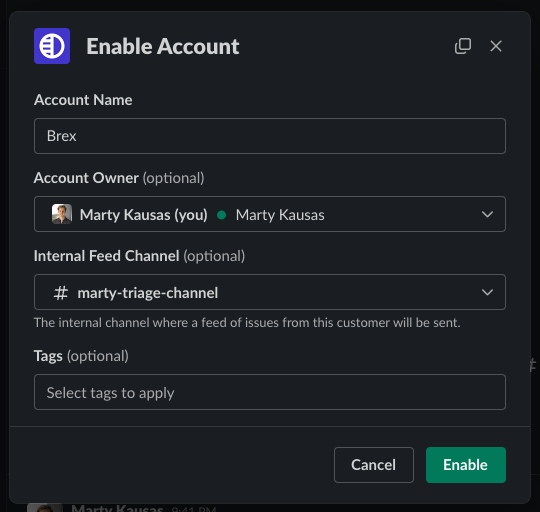 Enable Account
Account Name
Brex
Account Owner (optional)
Marty Kausas (you) Marty Kausas
Internal Feed Channel (optional)
# marty-triage-channel
The internal channel where a feed of issues from this customer will be sent.
Tags (optional)
Select tags to apply
#
Cancel Enable
Marty Kausas 9:41 PM